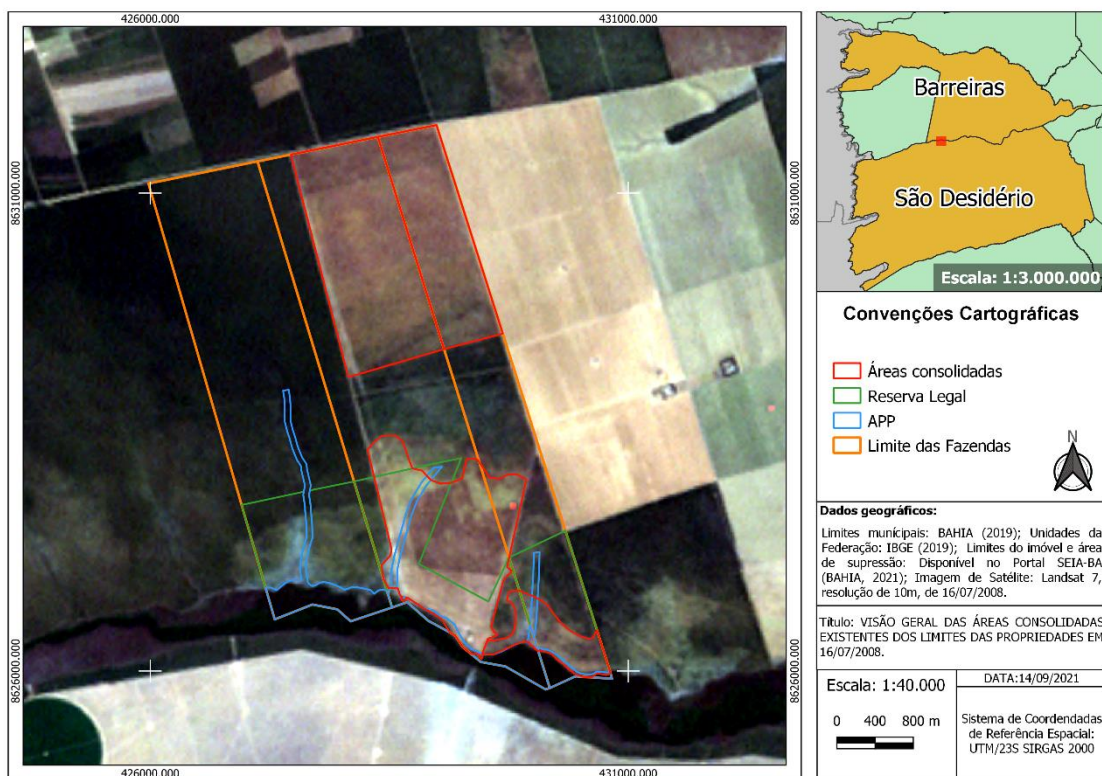 426000.000
431000.000
8631000.000
8631000.000
8626000.000
8626000.000
426000.000
431000.000
Barreiras
São Desidério
Escala: 1:3.000.000
Convenções Cartográficas
Áreas consolidadas
Reserva Legal
APP
Limite das Fazendas
N
Dados geográficos:
Limites municipais: BAHIA (2019); Unidades da
Federação: IBGE (2019); Limites do imóvel e área
de supressão: Disponível no Portal SEIA-BA
(BAHIA, 2021); Imagem de Satélite: Landsat 7,
resolução de 10m, de 16/07/2008.
Título: VISÃO GERAL DAS ÁREAS CONSOLIDADAS
EXISTENTES DOS LIMITES DAS PROPRIEDADES EM
16/07/2008.
Escala: 1:40.000
0 400 800 m
DATA:14/09/2021
Sistema de Coordendadas
de Referência Espacial:
UTM/23S SIRGAS 2000